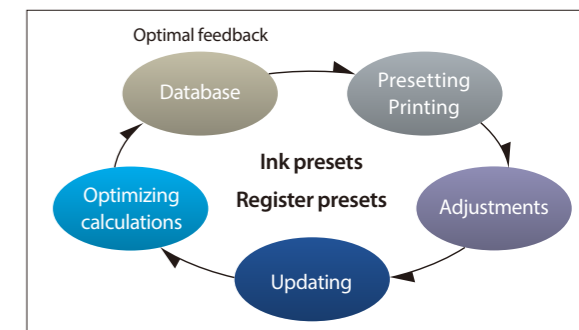 Optimal feedback
Database
Presetting
Printing
Ink presets
Register presets
Optimizing
calculations
Adjustments
Updating